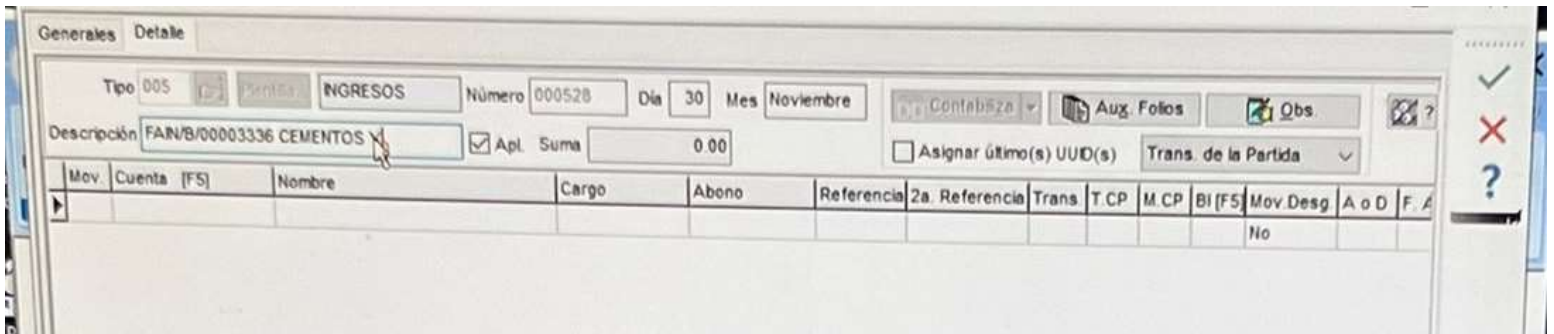 Generales Detalle
Tipo 005 INGRESOS Número 000528 Día 30 Mes Noviembre Contabiliza Aux. Folios Obs. ?
Descripción FAIN/B/00003336 CEMENTOS Apl. Suma 0.00 Asignar último(s) UUID(s) Trans. de la Partida
?
Mov. Cuenta [F5] Nombre Cargo Abono Referencia 2a. Referencia Trans. T.CP M.CP BI [F5] Mov.Desg A o D F. A
No